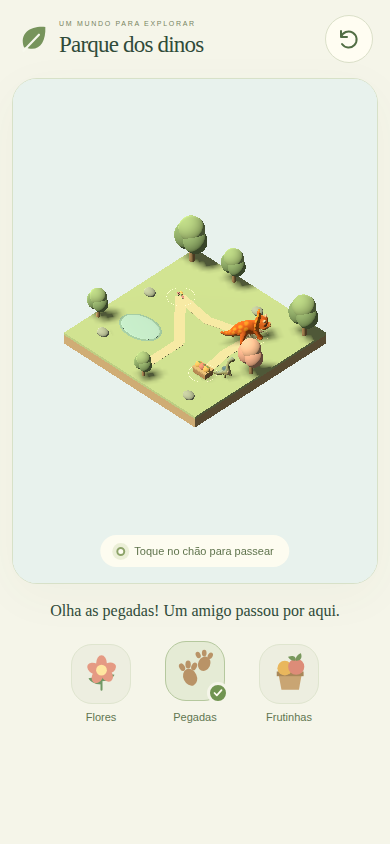 UM MUNDO PARA EXPLORAR
Parque dos dinos
Toque no chão para passear
Olha as pegadas! Um amigo passou por aqui.
Flores
Pegadas
Frutinhas